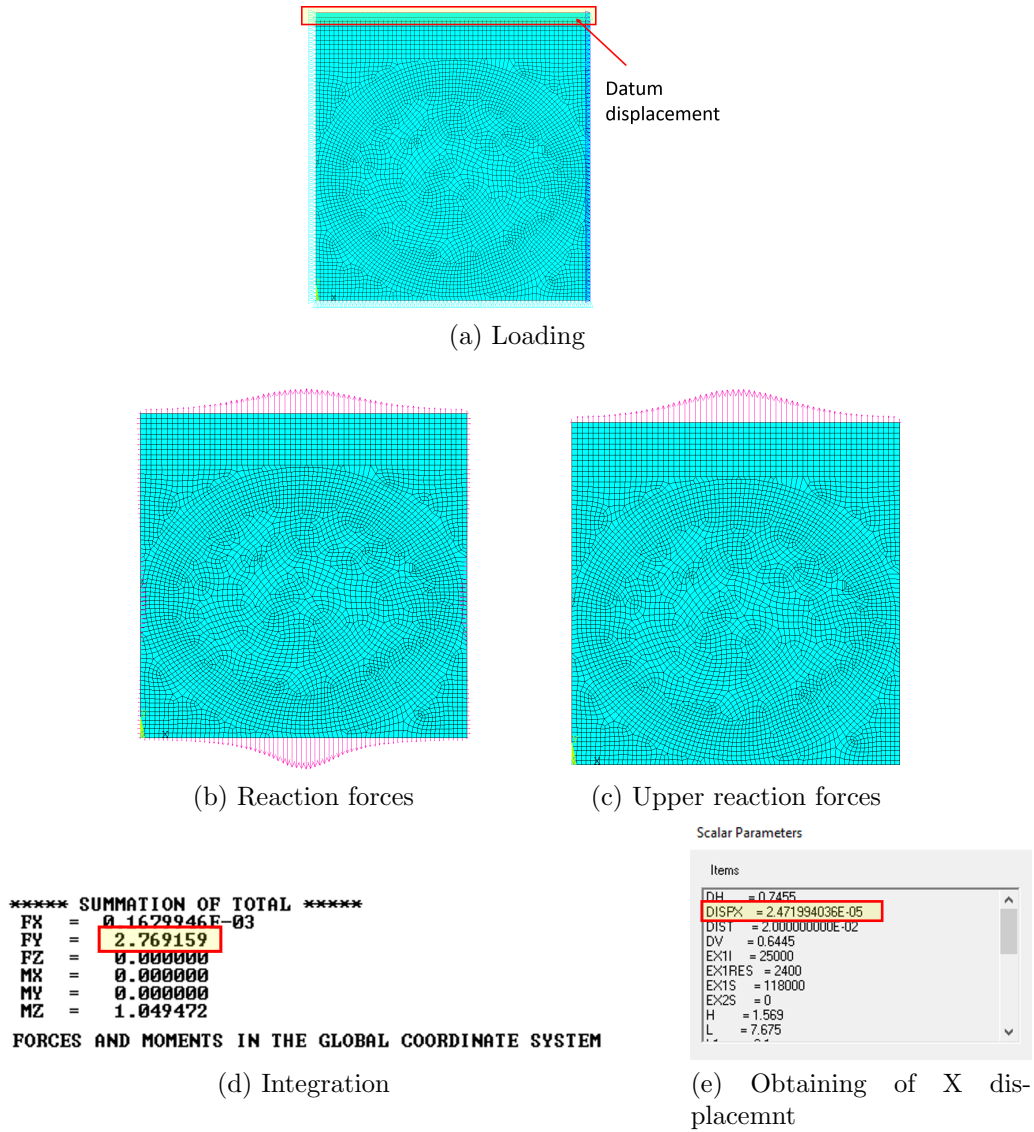 Datum
displacement
X
(a) Loading
X
X
(b) Reaction forces
(c) Upper reaction forces
***** SUMMATION OF TOTAL *****
FX = 0.1679946E-03
FY = 2.769159
FZ = 0.000000
MX = 0.000000
MY = 0.000000
MZ = 1.049472
FORCES AND MOMENTS IN THE GLOBAL COORDINATE SYSTEM
(d) Integration
Scalar Parameters
Items
DH = 0.7455
DISPX = 2.471994036E-05
DIST = 2.000000000E-02
DV = 0.6445
EX1I = 25000
EX1RES = 2400
EX1S = 118000
EX2S = 0
H = 1.569
L = 7.675
(e) Obtaining of X dis-
placemnt